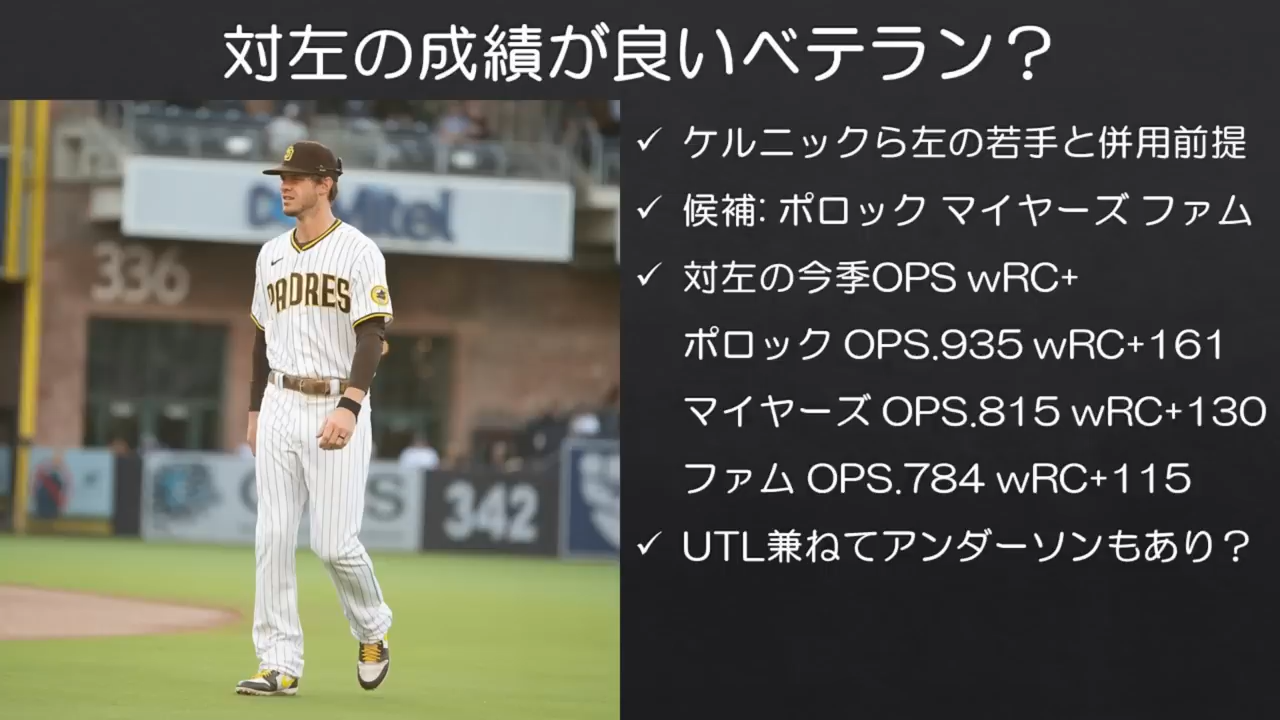 対左の成績が良いベテラン?
✓ ケルニックら左の若手と併用前提
✓ 候補: ポロック マイヤーズ ファム
✓ 対左の今季OPS wRC+
ポロック OPS.935 wRC+161
マイヤーズ OPS.815 wRC+130
ファム OPS.784 wRC+115
✓ UTL兼ねてアンダーソンもあり?
336
PADRES
342